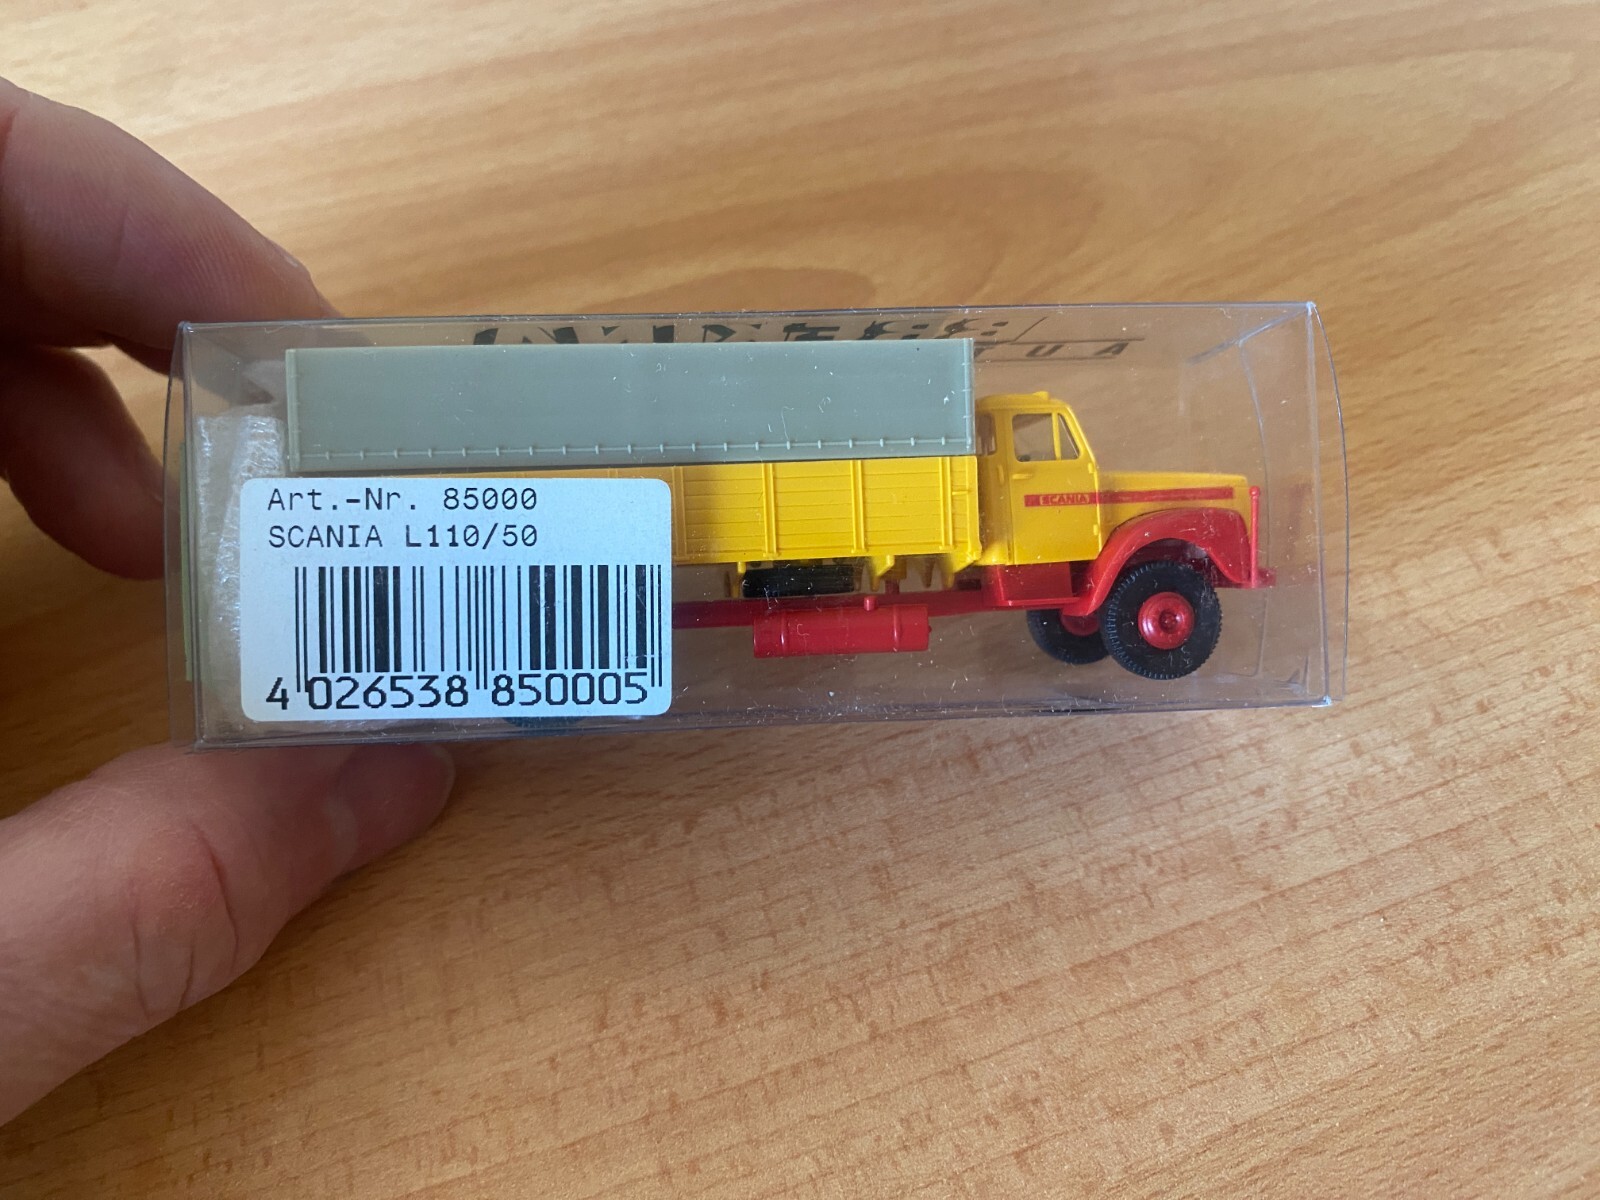 Art.-Nr. 85000
SCANIA L110/50
4 026538 850005
SCANIA